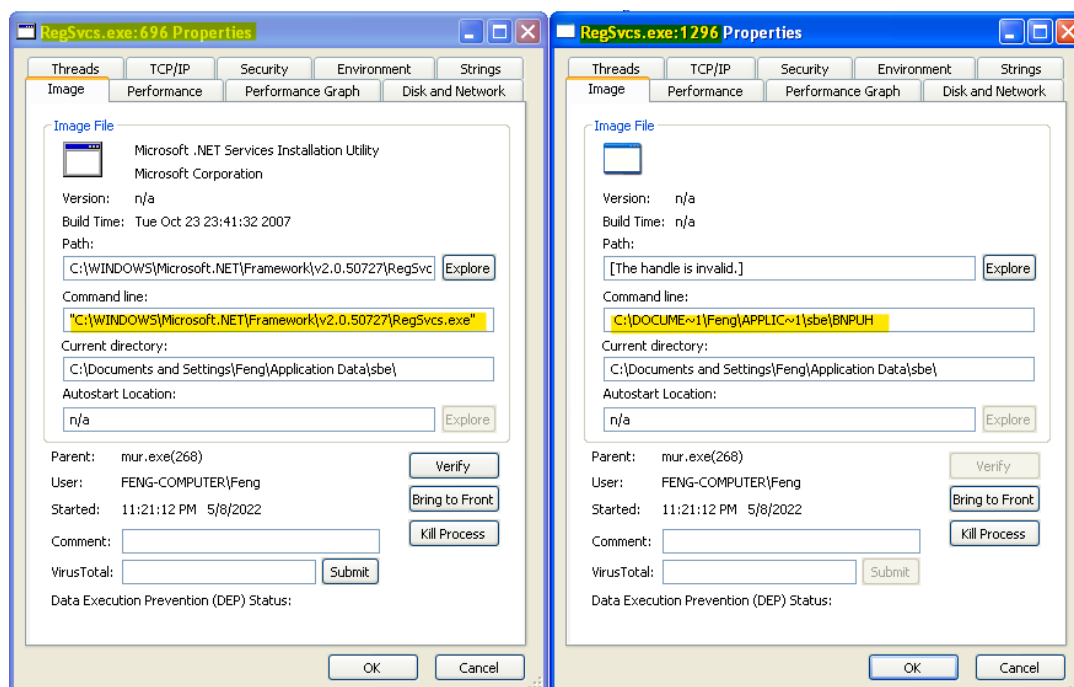 RegSvcs.exe:696 Properties
Threads TCP/IP Security Environment Strings
Image Performance Performance Graph Disk and Network
Image File
Microsoft .NET Services Installation Utility
Microsoft Corporation
Version: n/a
Build Time: Tue Oct 23 23:41:32 2007
Path:
C:\WINDOWS\Microsoft.NET\Framework\v2.0.50727\RegSvc Explore
Command line:
"C:\WINDOWS\Microsoft.NET\Framework\v2.0.50727\RegSvcs.exe"
Current directory:
C:\Documents and Settings\Feng\Application Data\sbe\
Autostart Location:
n/a Explore
Parent: mur.exe(268) Verify
User: FENG-COMPUTER\Feng
Bring to Front
Started: 11:21:12 PM 5/8/2022
Kill Process
Comment:
VirusTotal: Submit
Data Execution Prevention (DEP) Status:
OK Cancel
RegSvcs.exe:1296 Properties
Threads TCP/IP Security Environment Strings
Image Performance Performance Graph Disk and Network
Image File
Version: n/a
Build Time: n/a
Path:
[The handle is invalid.] Explore
Command line:
C:\DOCUME~1\Feng\APPLIC~1\sbe\BNPUH
Current directory:
C:\Documents and Settings\Feng\Application Data\sbe\
Autostart Location:
n/a Explore
Parent: mur.exe(268) Verify
User: FENG-COMPUTER\Feng
Bring to Front
Started: 11:21:12 PM 5/8/2022
Kill Process
Comment:
VirusTotal: Submit
Data Execution Prevention (DEP) Status:
OK Cancel